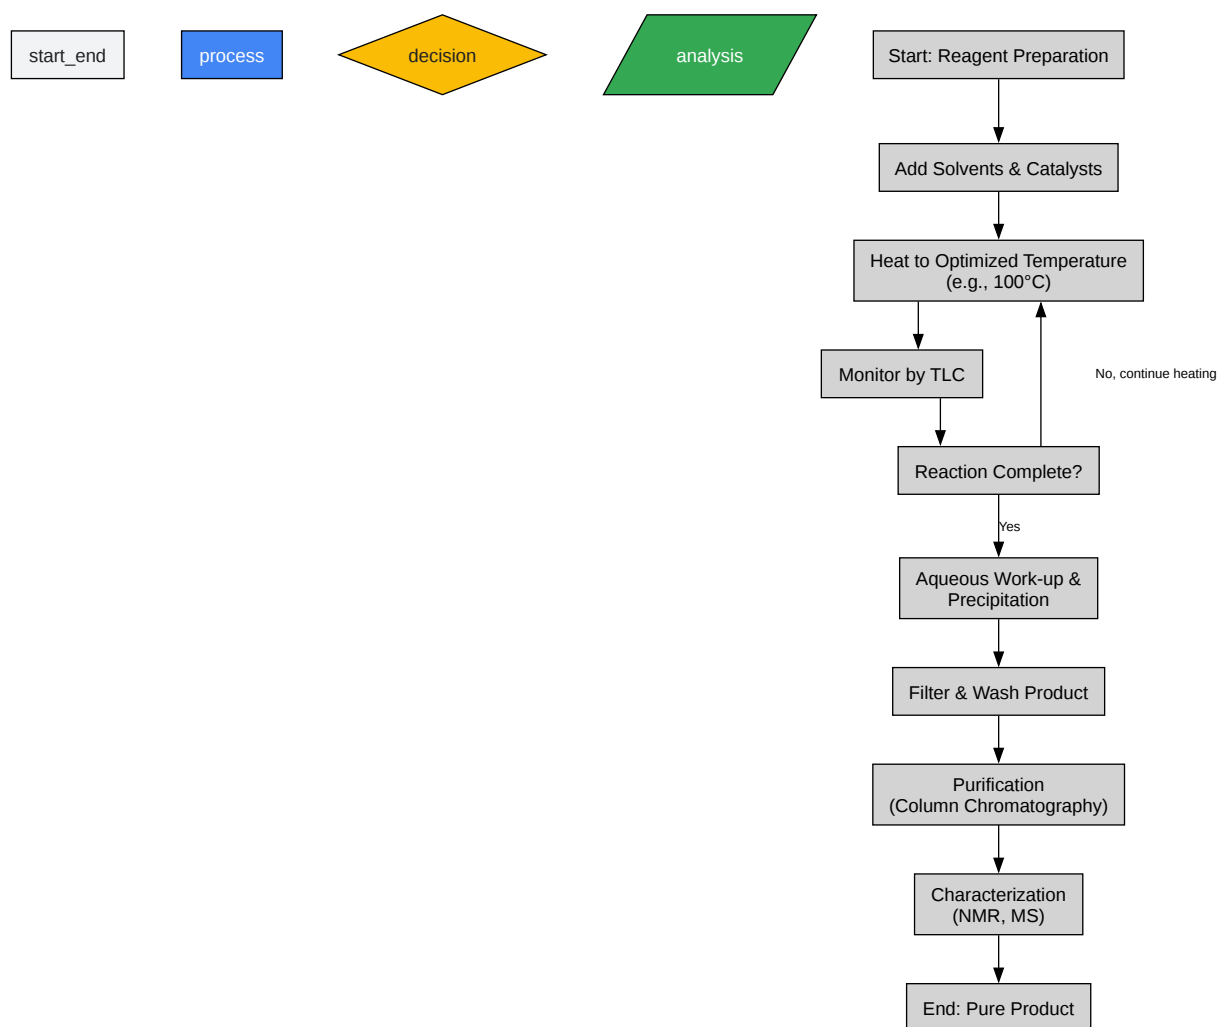 start_end
process
decision
analysis
Start: Reagent Preparation
Add Solvents & Catalysts
Heat to Optimized Temperature
(e.g., 100°C)
Monitor by TLC
No, continue heating
Reaction Complete?
Yes
Aqueous Work-up &
Precipitation
Filter & Wash Product
Purification
(Column Chromatography)
Characterization
(NMR, MS)
End: Pure Product